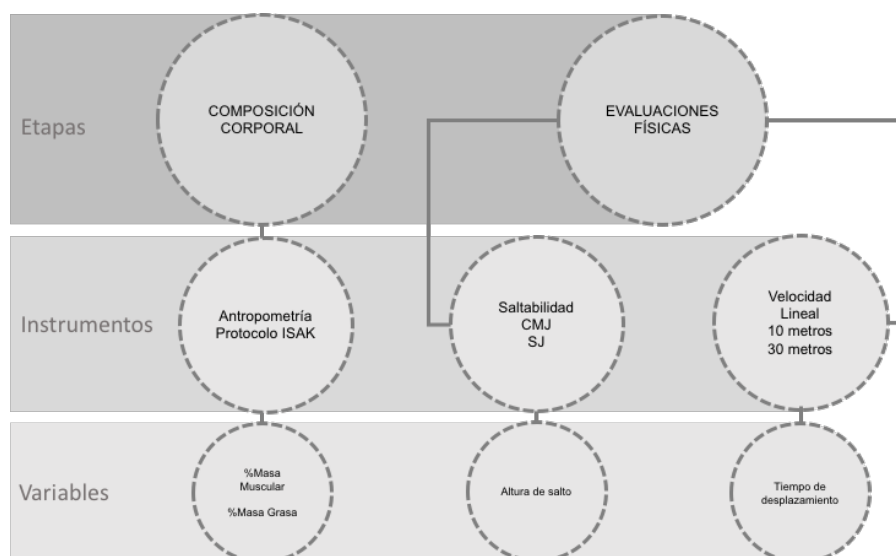 Etapas
COMPOSICIÓN
CORPORAL
EVALUACIONES
FÍSICAS
Instrumentos
Antropometría
Protocolo ISAK
Saltabilidad
CMJ
SJ
Velocidad
Lineal
10 metros
30 metros
Variables
%Masa
Muscular
%Masa Grasa
Altura de salto
Tiempo de
desplazamiento